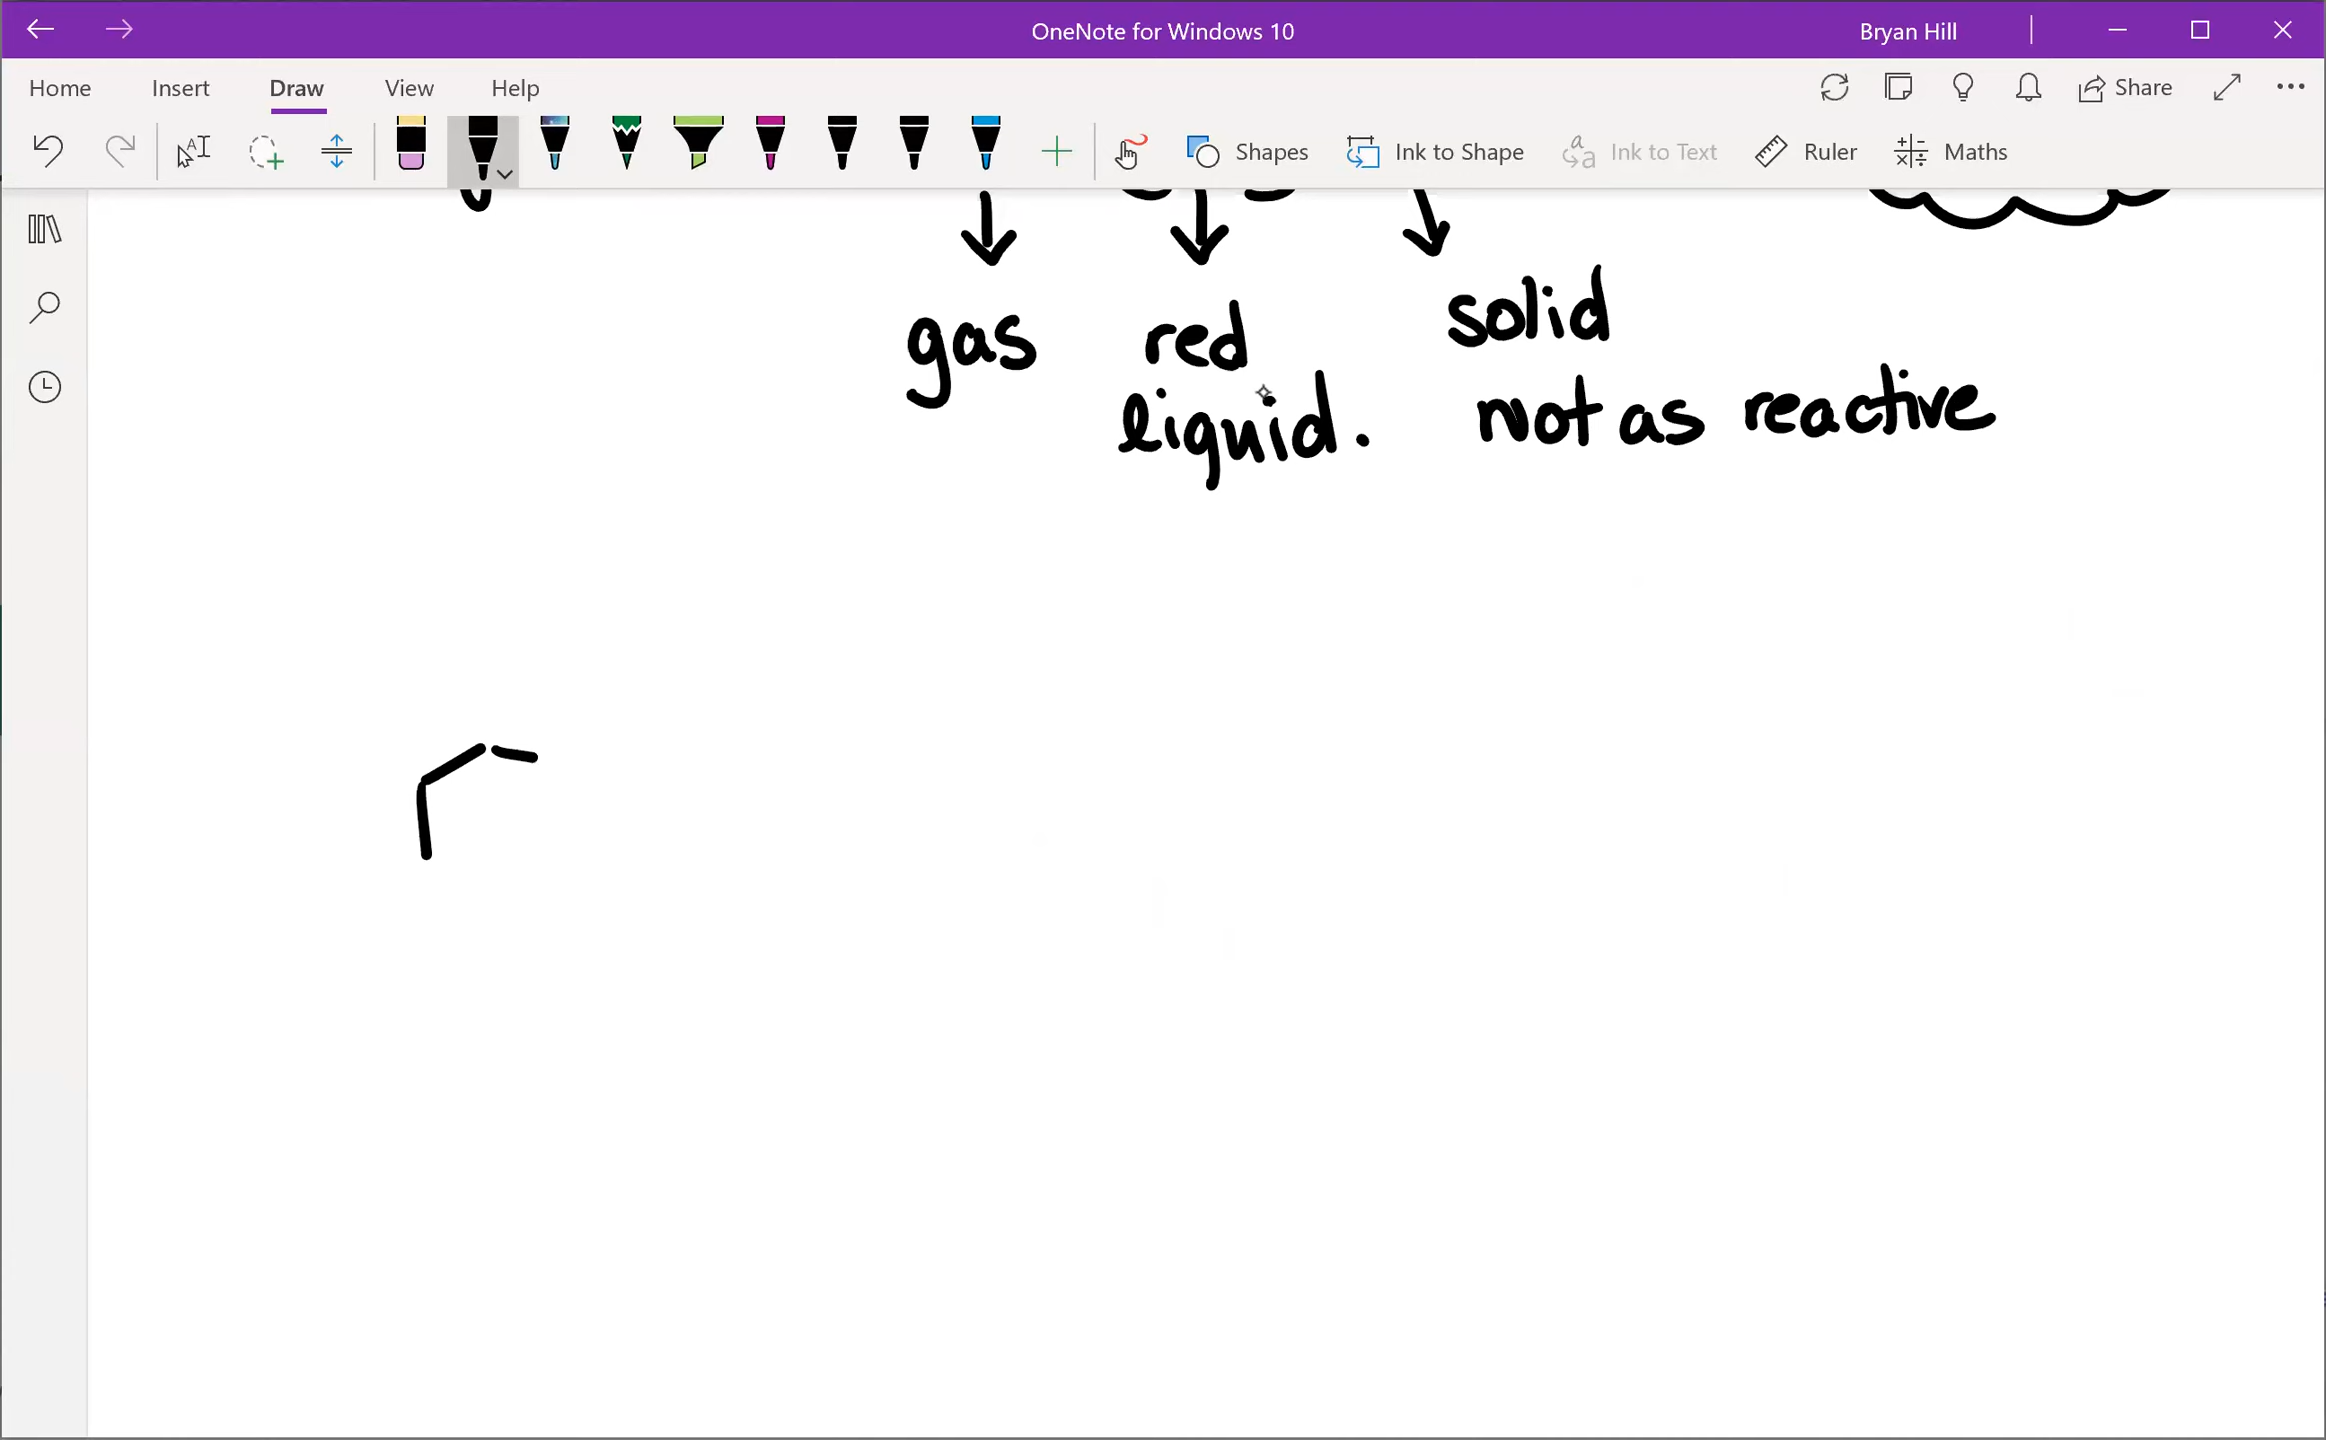 OneNote for Windows 10
Bryan Hill
Home Insert Draw View Help
Share
Shapes Ink to Shape Ink to Text Ruler Maths
gas red liquid.
solid
not as reactive